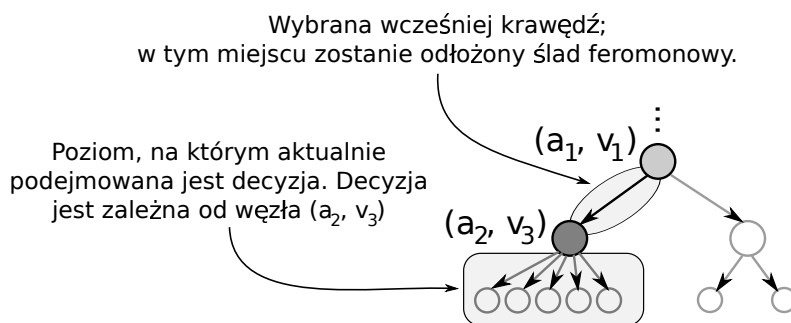 Wybrana wcześniej krawędź;
w tym miejscu zostanie odłożony ślad feromonowy.
(a₁, v₁)
Poziom, na którym aktualnie
podejmowana jest decyzja. Decyzja
jest zależna od węzła (a₂, v₃)
(a₂, v₃)